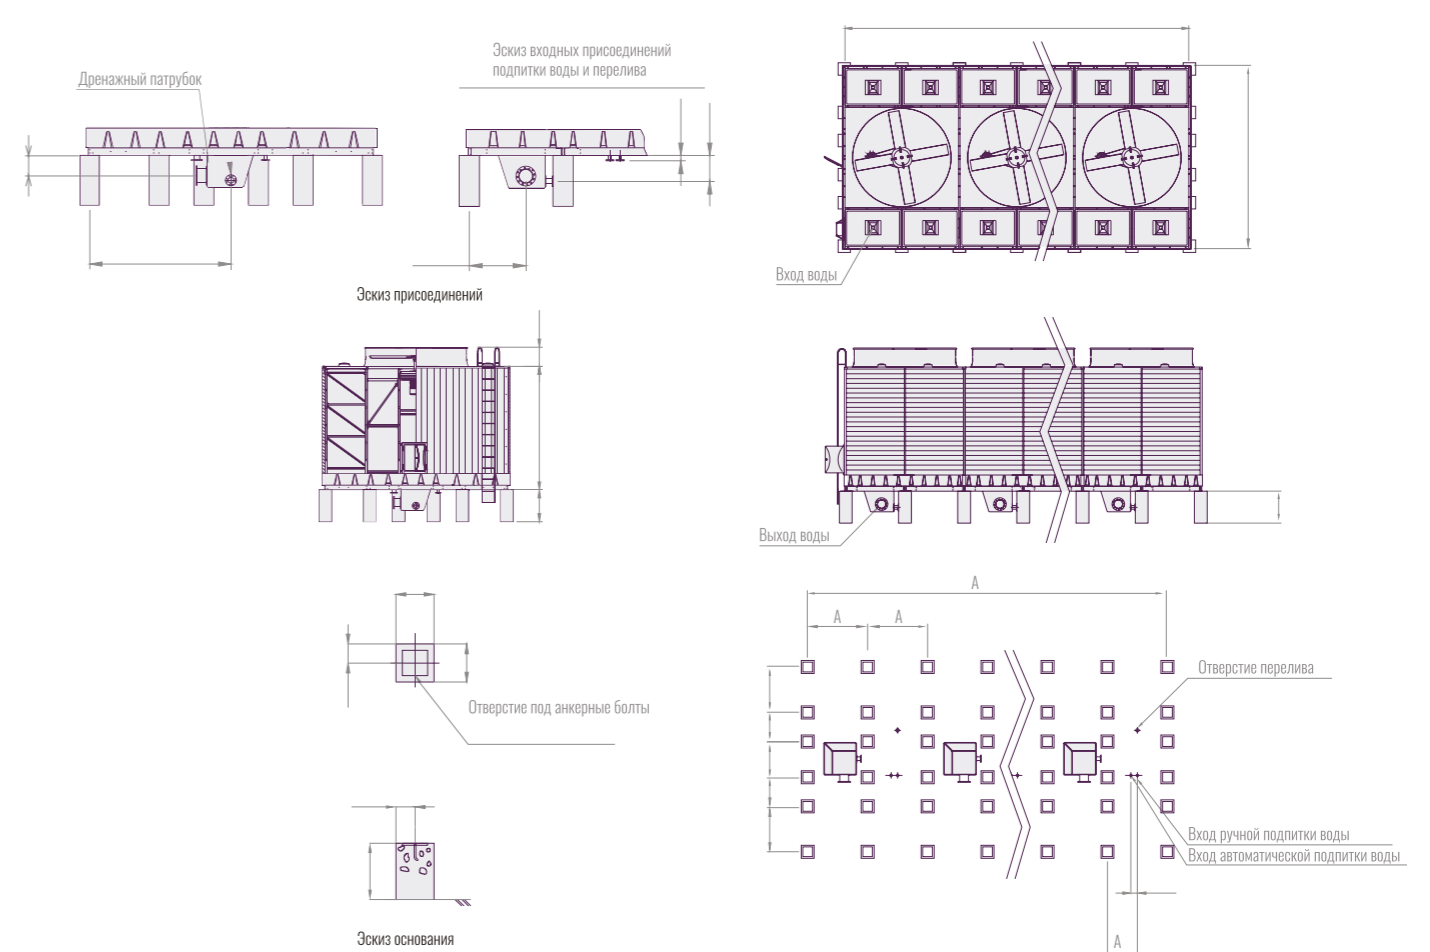 Дренажный патрубок
Эскиз входных присоединений
подпитки воды и перелива
Эскиз присоединений
Вход воды
Выход воды
A
A
A
Отверстие под анкерные болты
Отверстие перелива
Вход ручной подпитки воды
Вход автоматической подпитки воды
A
Эскиз основания